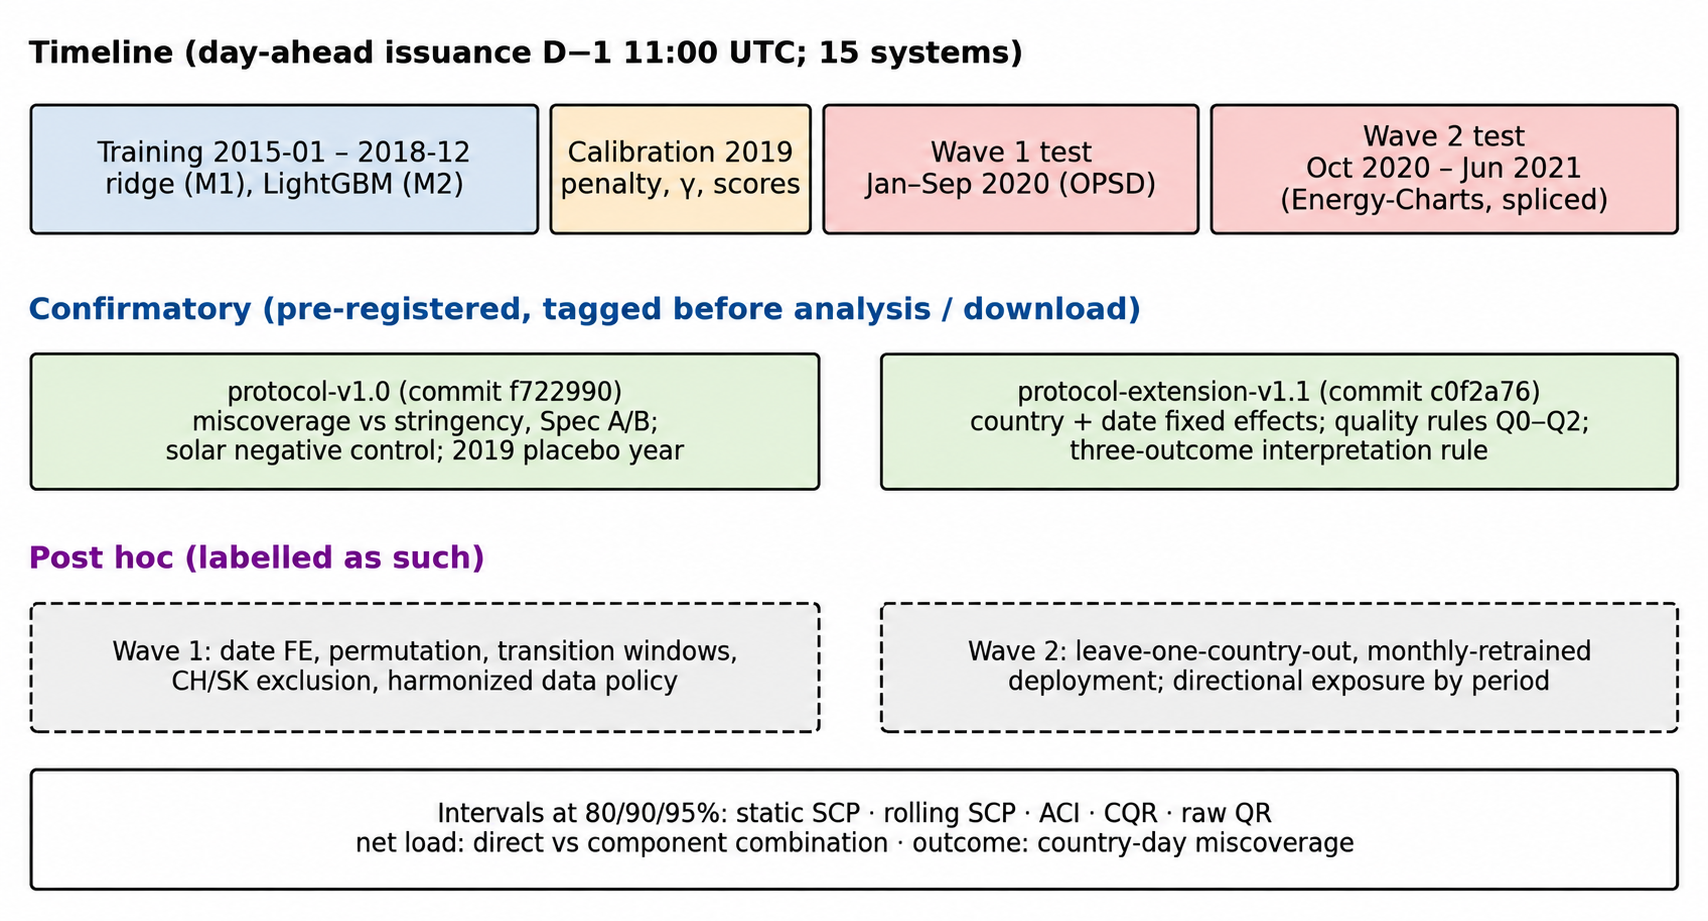 Timeline (day-ahead issuance D−1 11:00 UTC; 15 systems)
Training 2015-01 – 2018-12
ridge (M1), LightGBM (M2)
Calibration 2019
penalty, γ, scores
Wave 1 test
Jan–Sep 2020 (OPSD)
Wave 2 test
Oct 2020 – Jun 2021
(Energy-Charts, spliced)
Confirmatory (pre-registered, tagged before analysis / download)
protocol-v1.0 (commit f722990)
miscoverage vs stringency, Spec A/B;
solar negative control; 2019 placebo year
protocol-extension-v1.1 (commit c0f2a76)
country + date fixed effects; quality rules Q0–Q2;
three-outcome interpretation rule
Post hoc (labelled as such)
Wave 1: date FE, permutation, transition windows,
CH/SK exclusion, harmonized data policy
Wave 2: leave-one-country-out, monthly-retrained
deployment; directional exposure by period
Intervals at 80/90/95%: static SCP · rolling SCP · ACI · CQR · raw QR
net load: direct vs component combination · outcome: country-day miscoverage